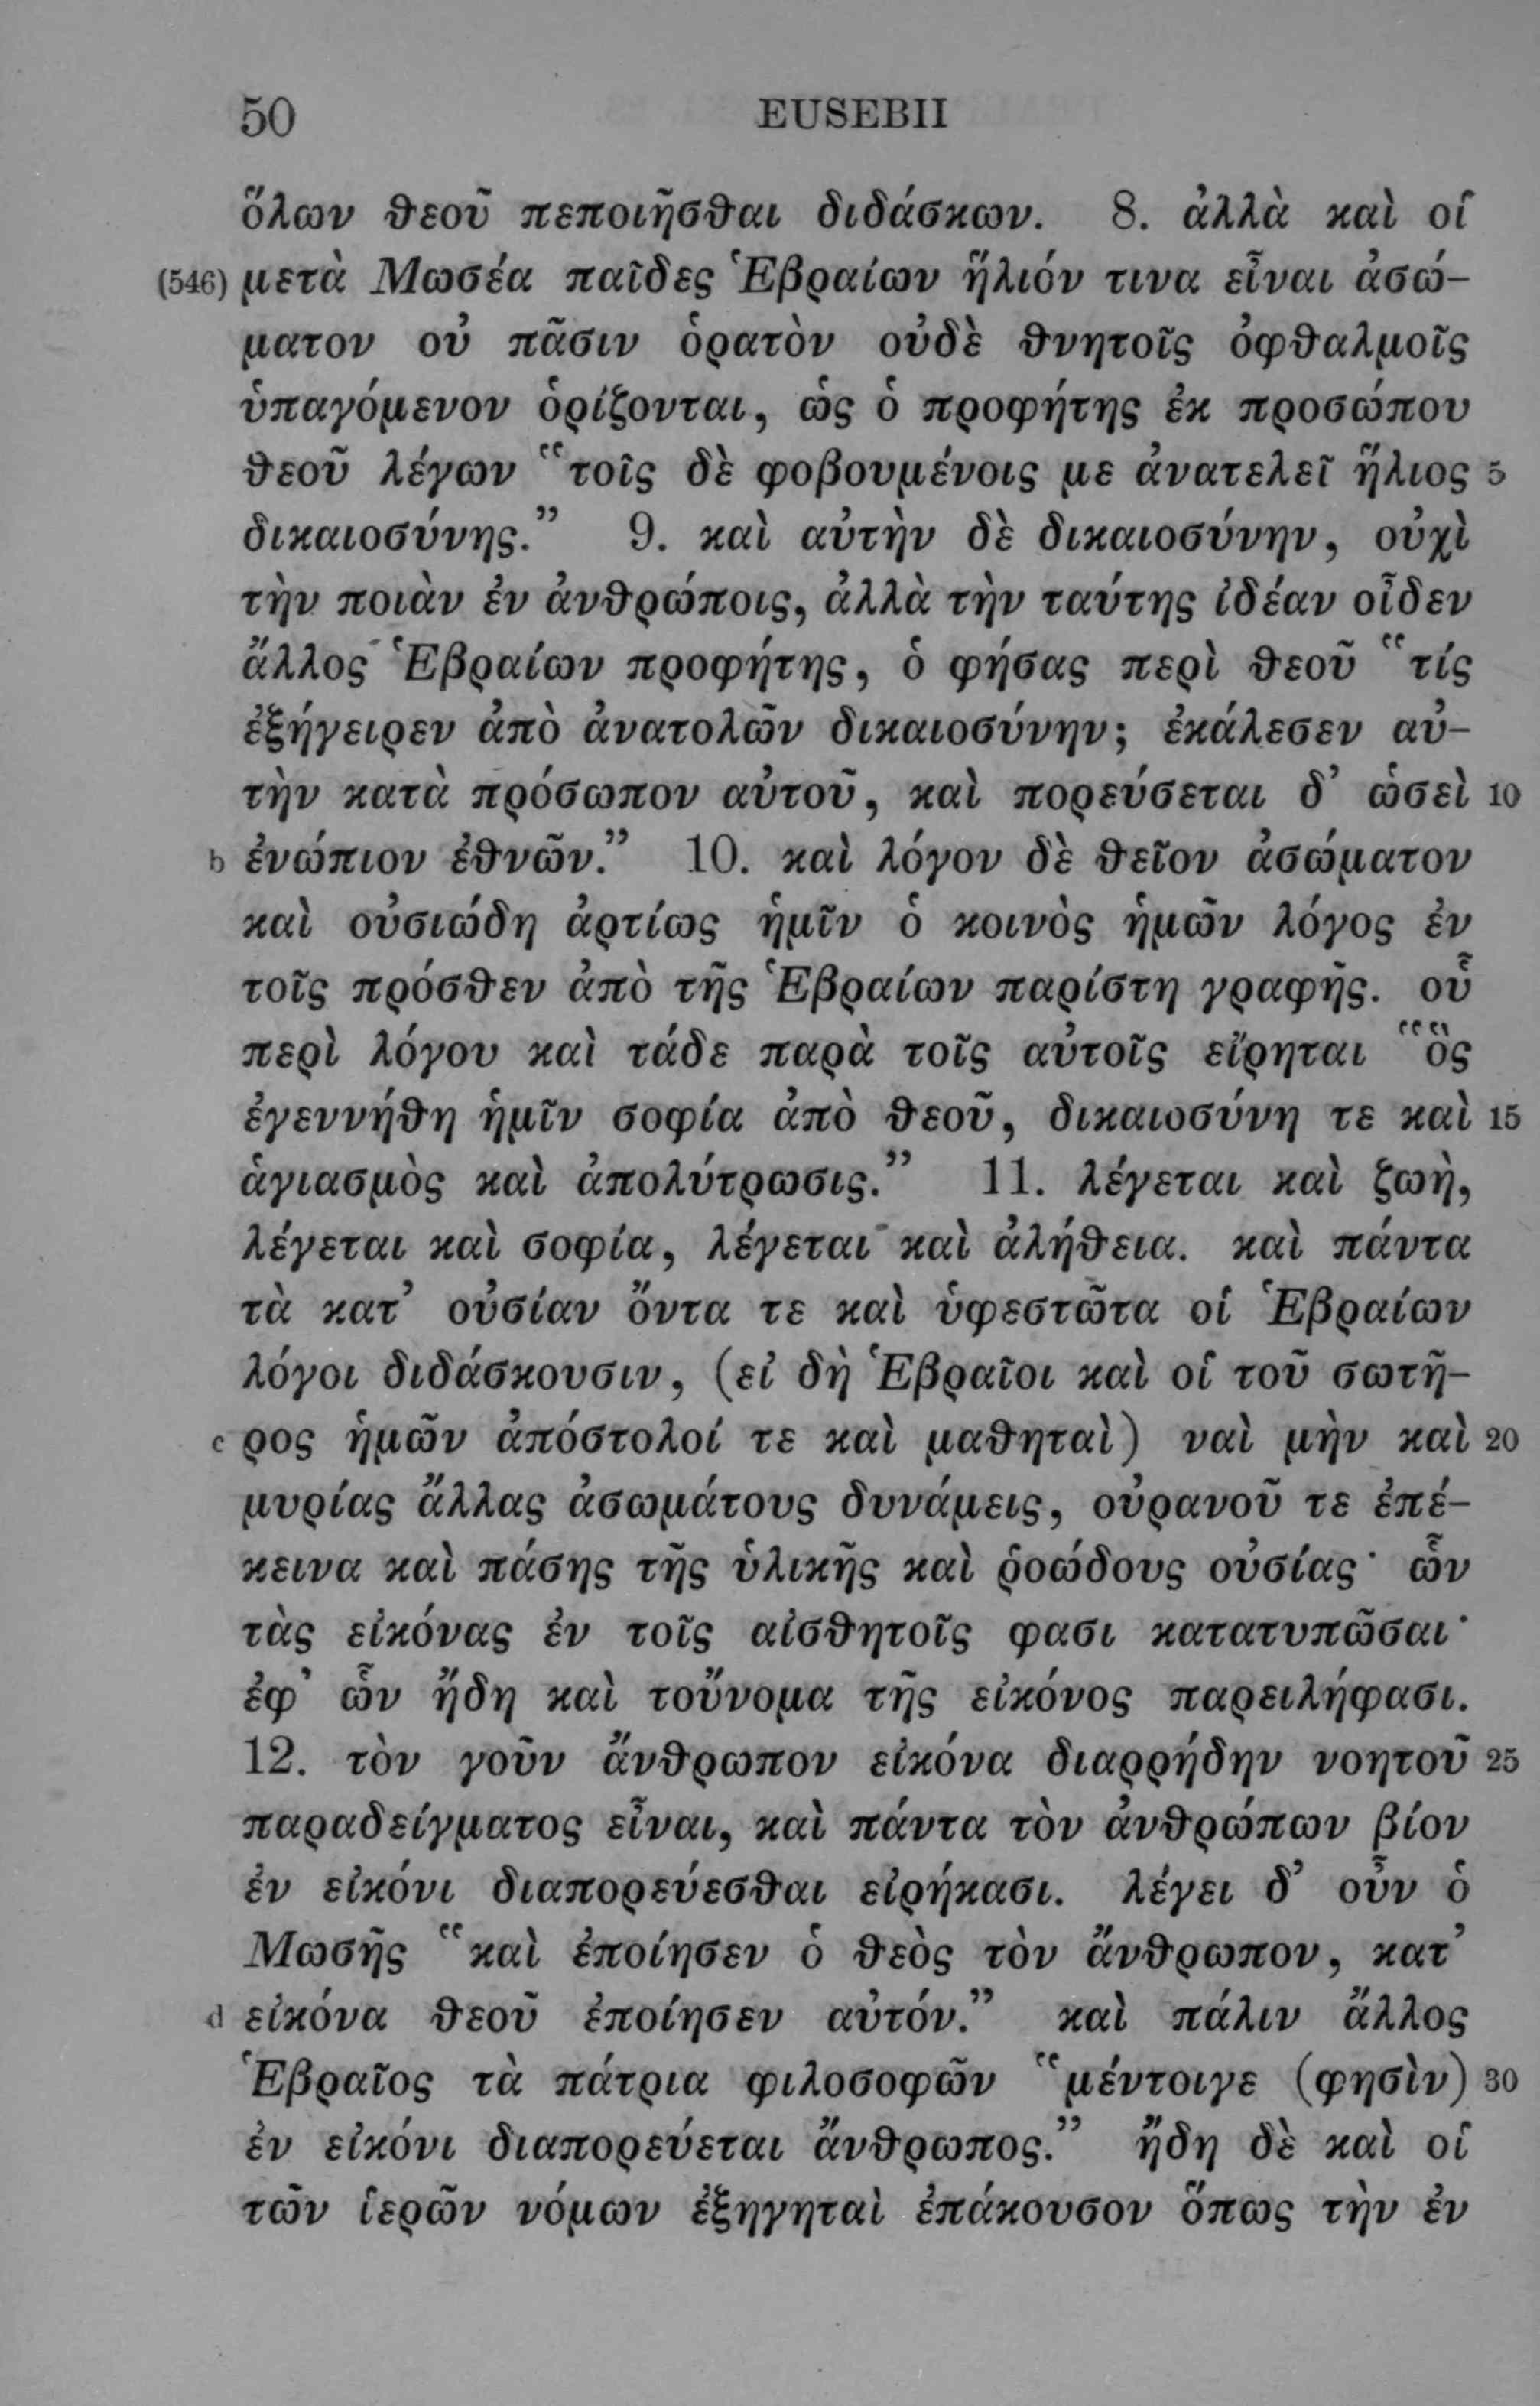 50 EUSEBII
ὅλων θεοῦ πεποιῆσθαι διδάσκων. 8. ἀλλὰ καὶ οἱ
(546) μετὰ Μωσέα παῖδες Ἑβραίων ἥλιόν τινα εἶναι ἀσώ-
ματον οὐ πᾶσιν ὁρατὸν οὐδὲ θνητοῖς ὀφθαλμοῖς
ὑπαγόμενον ὁρίζονται, ὡς ὁ προφήτης ἐκ προσώπου
θεοῦ λέγων “τοῖς δὲ φοβουμένοις με ἀνατελεῖ ἥλιος 5
δικαιοσύνης.” 9. καὶ αὐτὴν δὲ δικαιοσύνην, οὐχὶ
τὴν ποιὰν ἐν ἀνθρώποις, ἀλλὰ τὴν ταύτης ἰδέαν οἶδεν
ἄλλος Ἑβραίων προφήτης, ὁ φήσας περὶ θεοῦ “τίς
ἐξήγειρεν ἀπὸ ἀνατολῶν δικαιοσύνην; ἐκάλεσεν αὐ-
τὴν κατὰ πρόσωπον αὐτοῦ, καὶ πορεύσεται δ’ ὡσεὶ 10
b ἐνώπιον ἐθνῶν.” 10. καὶ λόγον δὲ θεῖον ἀσώματον
καὶ οὐσιώδη ἀρτίως ἡμῖν ὁ κοινὸς ἡμῶν λόγος ἐν
τοῖς πρόσθεν ἀπὸ τῆς Ἑβραίων παρίστη γραφῆς. οὗ
περὶ λόγου καὶ τάδε παρὰ τοῖς αὐτοῖς εἴρηται “ὃς
ἐγεννήθη ἡμῖν σοφία ἀπὸ θεοῦ, δικαιοσύνη τε καὶ 15
ἁγιασμὸς καὶ ἀπολύτρωσις.” 11. λέγεται καὶ ζωὴ,
λέγεται καὶ σοφία, λέγεται καὶ ἀλήθεια. καὶ πάντα
τὰ κατ’ οὐσίαν ὄντα τε καὶ ὑφεστῶτα οἱ Ἑβραίων
λόγοι διδάσκουσιν, (εἰ δὴ Ἑβραῖοι καὶ οἱ τοῦ σωτῆ-
c ρος ἡμῶν ἀπόστολοί τε καὶ μαθηταὶ) ναὶ μὴν καὶ 20
μυρίας ἄλλας ἀσωμάτους δυνάμεις, οὐρανοῦ τε ἐπέ-
κεινα καὶ πάσης τῆς ὑλικῆς καὶ ῥοώδους οὐσίας· ὧν
τὰς εἰκόνας ἐν τοῖς αἰσθητοῖς φασι κατατυπῶσαι·
ἐφ’ ὧν ἤδη καὶ τοὔνομα τῆς εἰκόνος παρειλήφασι.
12. τὸν γοῦν ἄνθρωπον εἰκόνα διαρρήδην νοητοῦ 25
παραδείγματος εἶναι, καὶ πάντα τὸν ἀνθρώπων βίον
ἐν εἰκόνι διαπορεύεσθαι εἰρήκασι. λέγει δ’ οὖν ὁ
Μωσῆς “καὶ ἐποίησεν ὁ θεὸς τὸν ἄνθρωπον, κατ’
d εἰκόνα θεοῦ ἐποίησεν αὐτόν.” καὶ πάλιν ἄλλος
Ἑβραῖος τὰ πάτρια φιλοσοφῶν “μέντοιγε (φησὶν) 30
ἐν εἰκόνι διαπορεύεται ἄνθρωπος.” ἤδη δὲ καὶ οἱ
τῶν ἱερῶν νόμων ἐξηγηταὶ ἐπάκουσον ὅπως τὴν ἐν